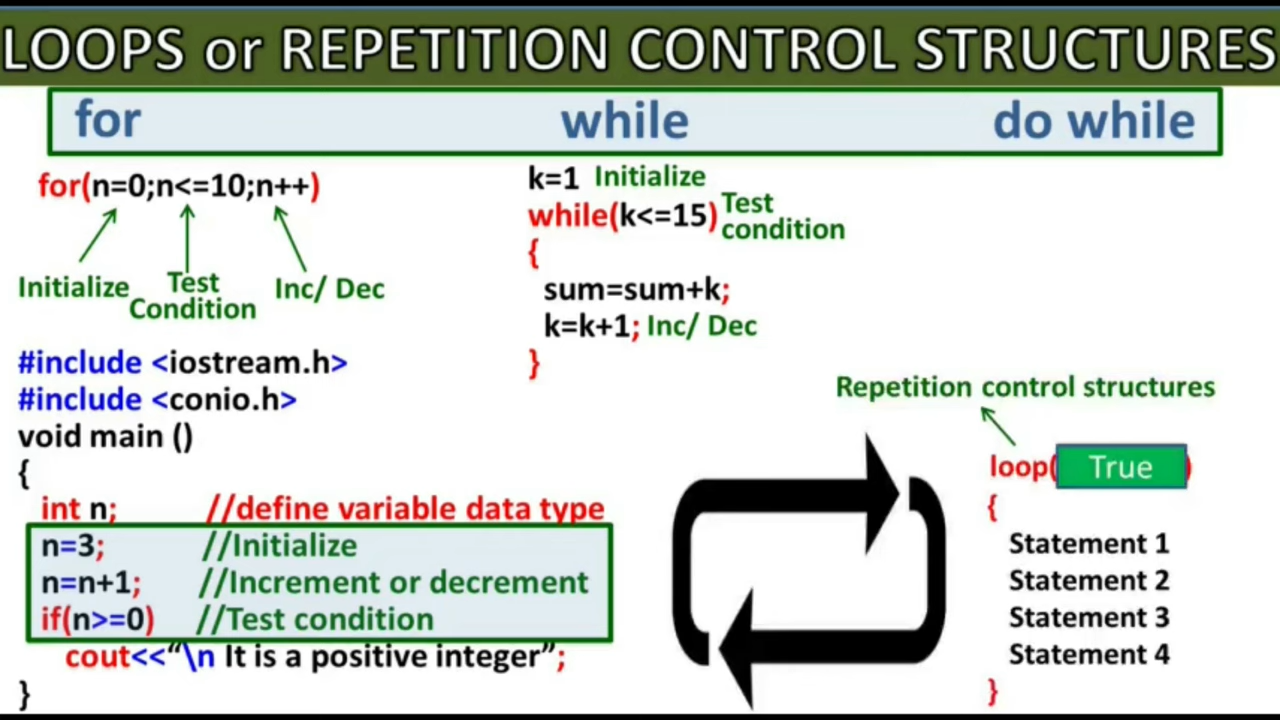 LOOPS or REPETITION CONTROL STRUCTURES
for while do while
for(n=0;n<=10;n++)
Initialize
Test
Condition
Inc/ Dec
k=1 Initialize
while(k<=15) Test
condition
{
sum=sum+k;
k=k+1; Inc/ Dec
}
#include <iostream.h>
#include <conio.h>
void main ()
{
int n; //define variable data type
n=3; //Initialize
n=n+1; //Increment or decrement
if(n>=0) //Test condition
cout<<“\n It is a positive integer”;
}
Repetition control structures
loop( True )
{
Statement 1
Statement 2
Statement 3
Statement 4
}